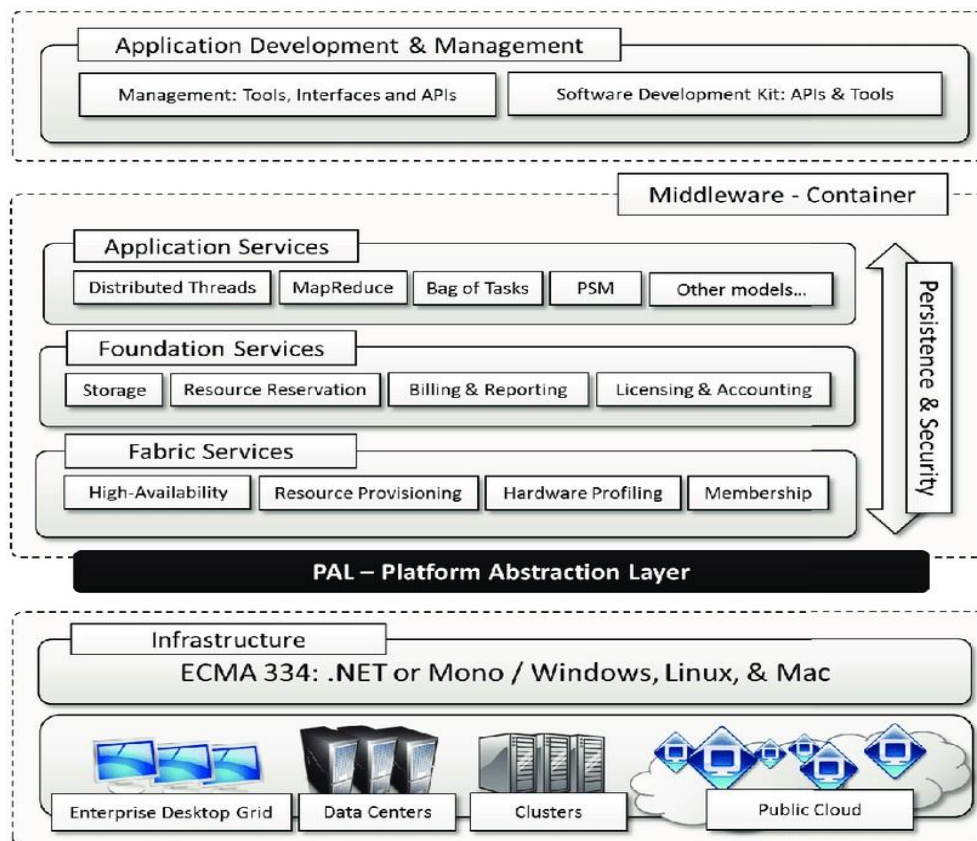 Application Development & Management
Management: Tools, Interfaces and APIs
Software Development Kit: APIs & Tools
Middleware - Container
Application Services
Distributed Threads
MapReduce
Bag of Tasks
PSM
Other models...
Foundation Services
Storage
Resource Reservation
Billing & Reporting
Licensing & Accounting
Fabric Services
High-Availability
Resource Provisioning
Hardware Profiling
Membership
Persistence & Security
PAL – Platform Abstraction Layer
Infrastructure
ECMA 334: .NET or Mono / Windows, Linux, & Mac
Enterprise Desktop Grid
Data Centers
Clusters
Public Cloud